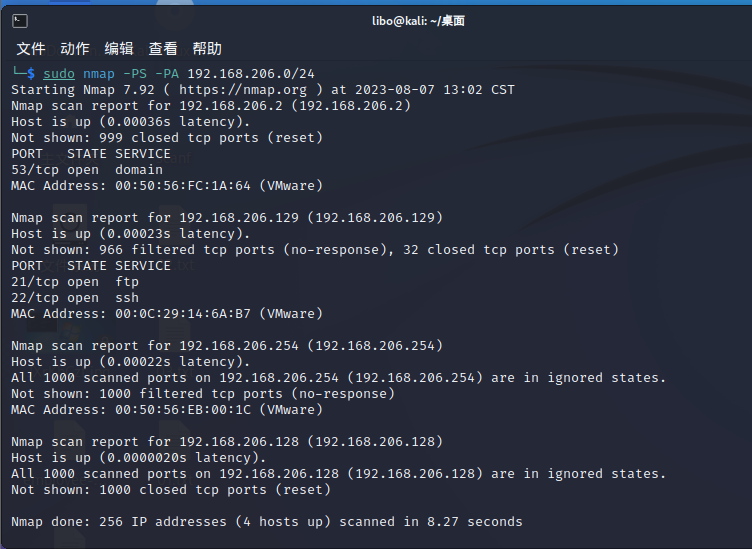 libo@kali: ~/桌面
文件 动作 编辑 查看 帮助
└─$ sudo nmap -PS -PA 192.168.206.0/24
Starting Nmap 7.92 ( https://nmap.org ) at 2023-08-07 13:02 CST
Nmap scan report for 192.168.206.2 (192.168.206.2)
Host is up (0.00036s latency).
Not shown: 999 closed tcp ports (reset)
PORT   STATE SERVICE
53/tcp open  domain
MAC Address: 00:50:56:FC:1A:64 (VMware)

Nmap scan report for 192.168.206.129 (192.168.206.129)
Host is up (0.00023s latency).
Not shown: 966 filtered tcp ports (no-response), 32 closed tcp ports (reset)
PORT   STATE SERVICE
21/tcp open  ftp
22/tcp open  ssh
MAC Address: 00:0C:29:14:6A:B7 (VMware)

Nmap scan report for 192.168.206.254 (192.168.206.254)
Host is up (0.00022s latency).
All 1000 scanned ports on 192.168.206.254 (192.168.206.254) are in ignored states.
Not shown: 1000 filtered tcp ports (no-response)
MAC Address: 00:50:56:EB:00:1C (VMware)

Nmap scan report for 192.168.206.128 (192.168.206.128)
Host is up (0.0000020s latency).
All 1000 scanned ports on 192.168.206.128 (192.168.206.128) are in ignored states.
Not shown: 1000 closed tcp ports (reset)

Nmap done: 256 IP addresses (4 hosts up) scanned in 8.27 seconds